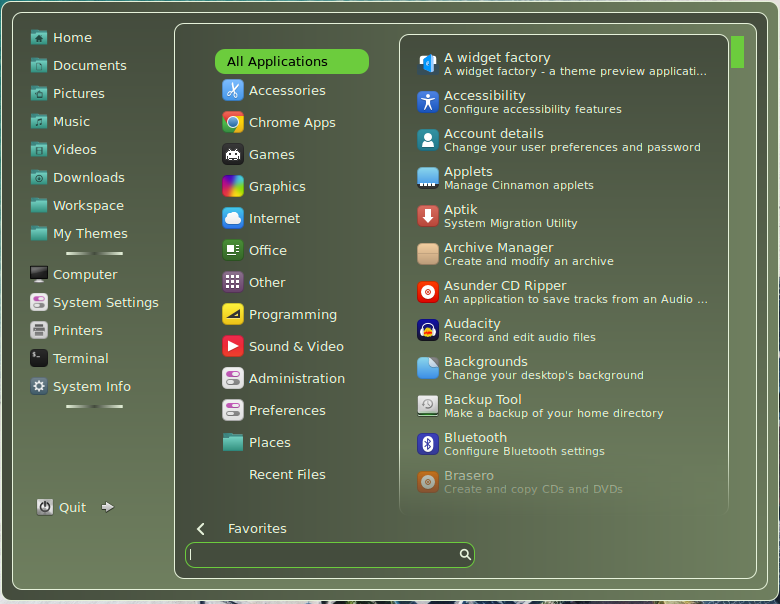 Home
Documents
Pictures
Music
Videos
Downloads
Workspace
My Themes
Computer
System Settings
Printers
Terminal
System Info
Quit
All Applications
Accessories
Chrome Apps
Games
Graphics
Internet
Office
Other
Programming
Sound & Video
Administration
Preferences
Places
Recent Files
Favorites
A widget factory
A widget factory - a theme preview applicati...
Accessibility
Configure accessibility features
Account details
Change your user preferences and password
Applets
Manage Cinnamon applets
Aptik
System Migration Utility
Archive Manager
Create and modify an archive
Asunder CD Ripper
An application to save tracks from an Audio ...
Audacity
Record and edit audio files
Backgrounds
Change your desktop's background
Backup Tool
Make a backup of your home directory
Bluetooth
Configure Bluetooth settings
Brasero
Create and copy CDs and DVDs